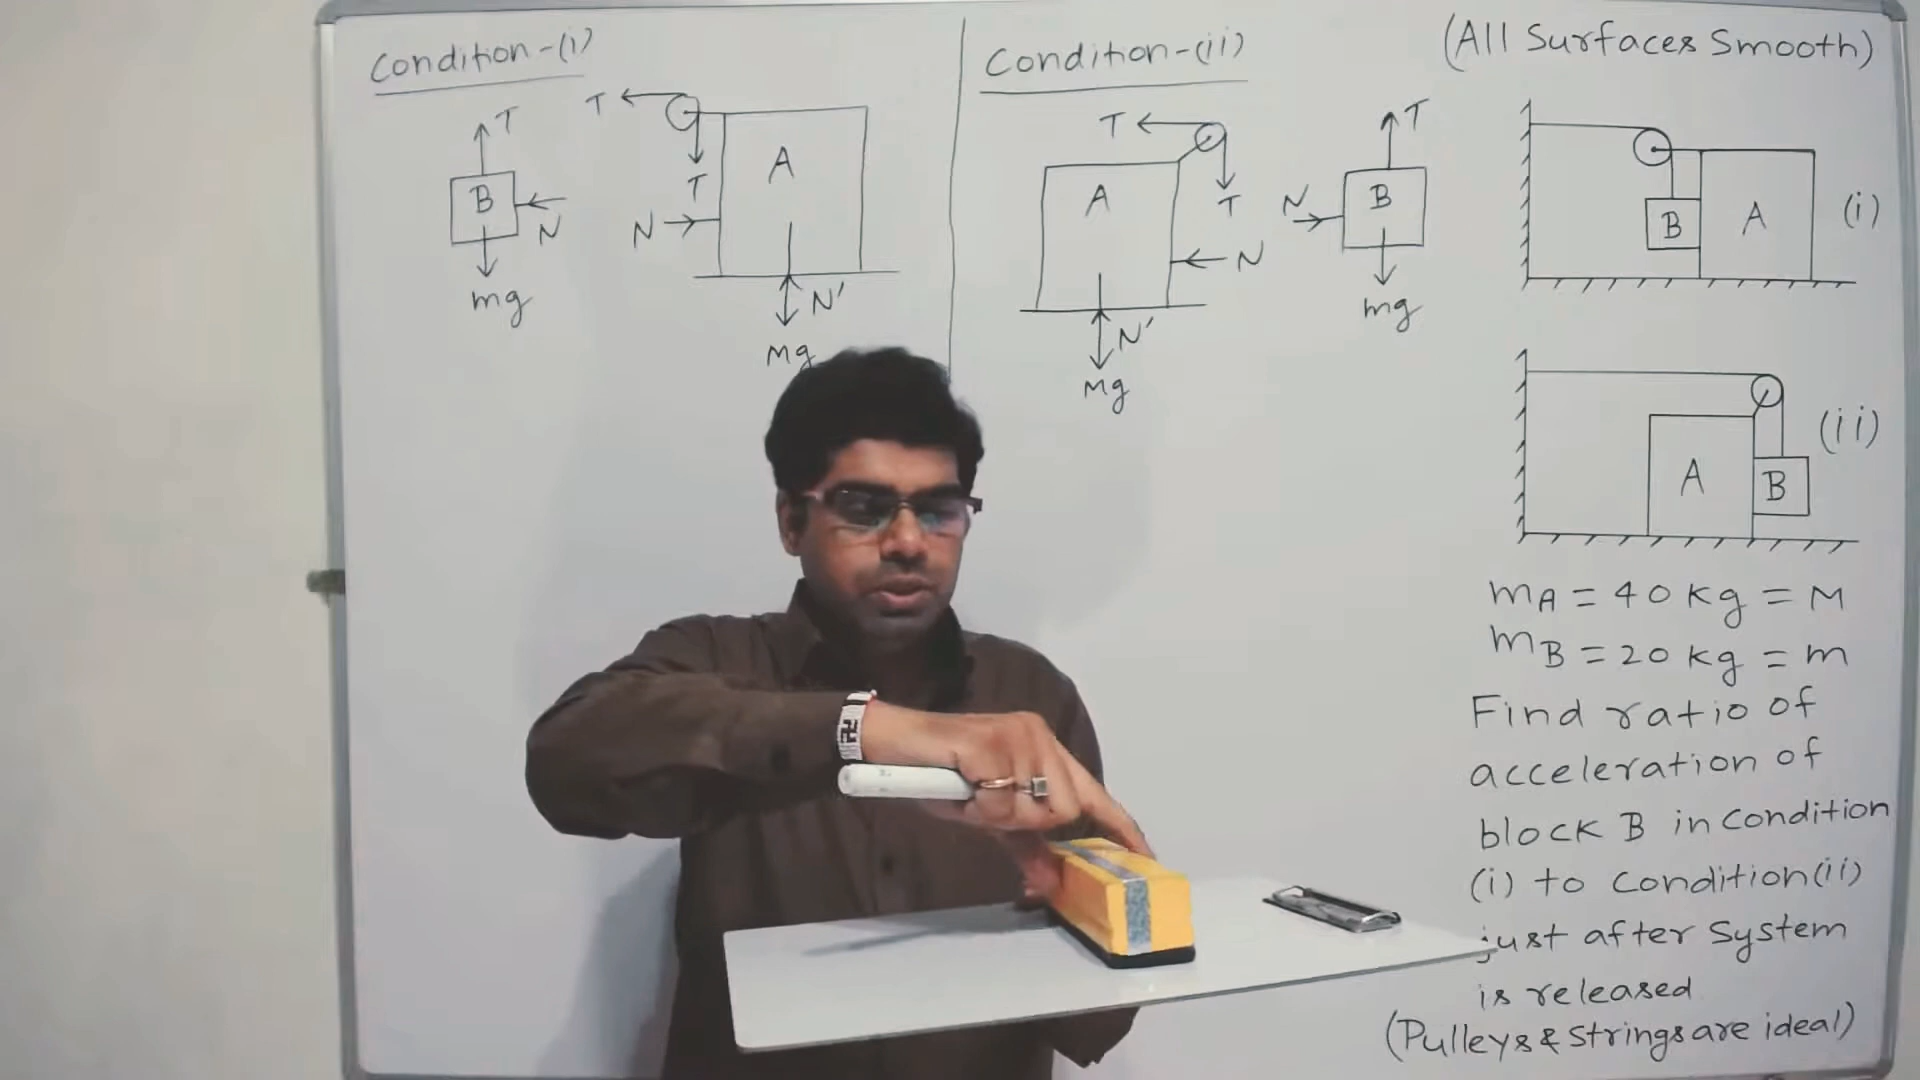 Condition-(i)
T
T
B
N
mg
A
T
N
N'
Mg
Condition-(ii)
T
A
T
N
N'
Mg
T
N
B
mg
(All Surfaces Smooth)
B
A
(i)
A
B
(ii)
mA = 40 kg = M
mB = 20 kg = m
Find ratio of
acceleration of
block B in condition
(i) to condition(ii)
just after system
is released
(Pulleys & strings are ideal)